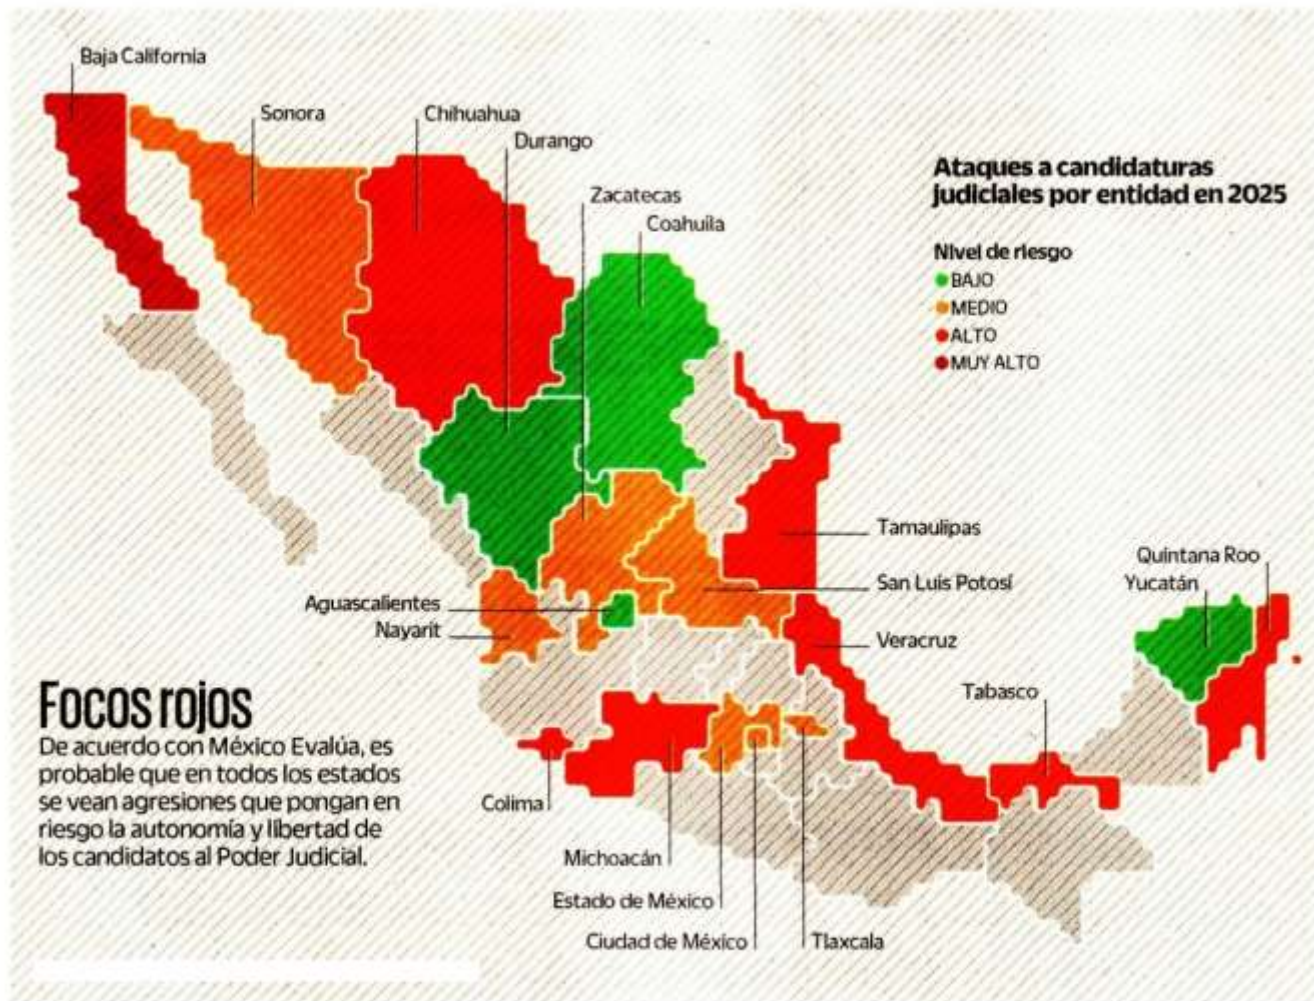 Baja California
Sonora
Chihuahua
Durango
Zacatecas
Coahuila
Ataques a candidaturas
judiciales por entidad en 2025
Nivel de riesgo
BAJO
MEDIO
ALTO
MUY ALTO
Tamaulipas
San Luis Potosí
Veracruz
Quintana Roo
Yucatán
Tabasco
Aguascalientes
Nayarit
Focos rojos
De acuerdo con México Evalúa, es
probable que en todos los estados
se vean agresiones que pongan en
riesgo la autonomía y libertad de
los candidatos al Poder Judicial.
Colima
Michoacán
Estado de México
Ciudad de México
Tlaxcala